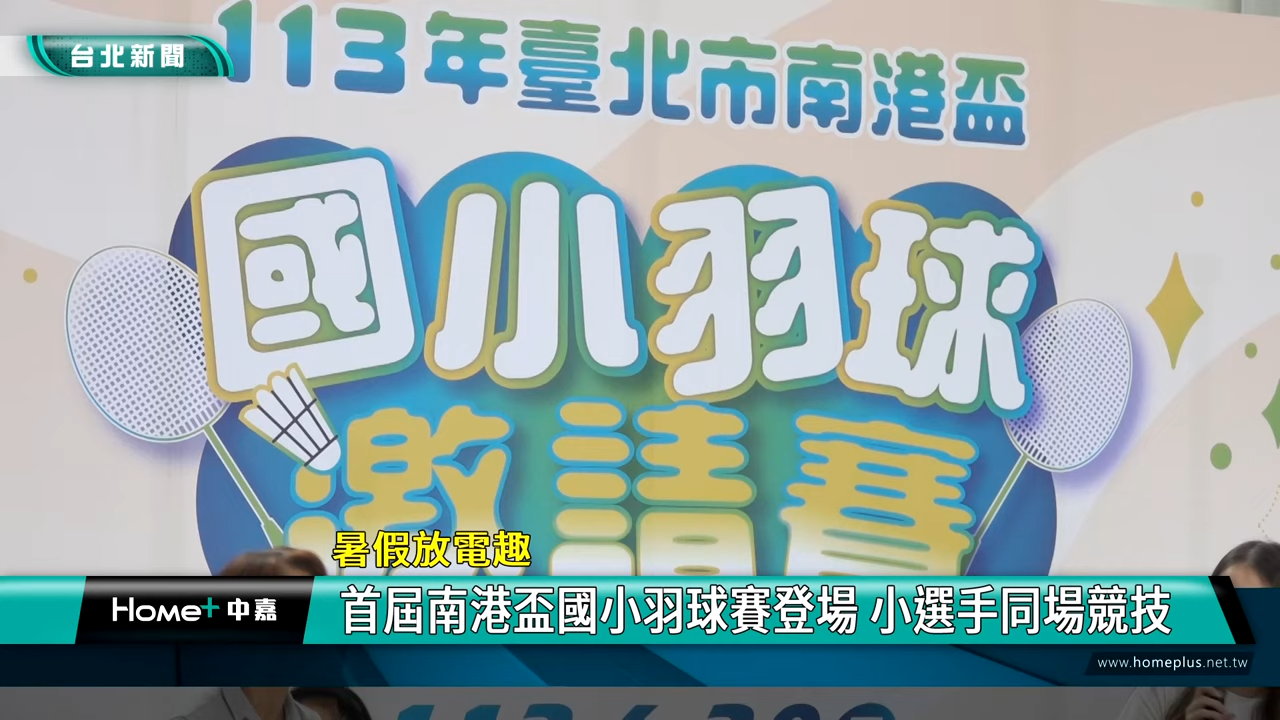 台北新聞
113年臺北市南港盃
國小羽球
邀請賽
暑假放電趣
Home+中嘉
首屆南港盃國小羽球賽登場 小選手同場競技
www.homeplus.net.tw